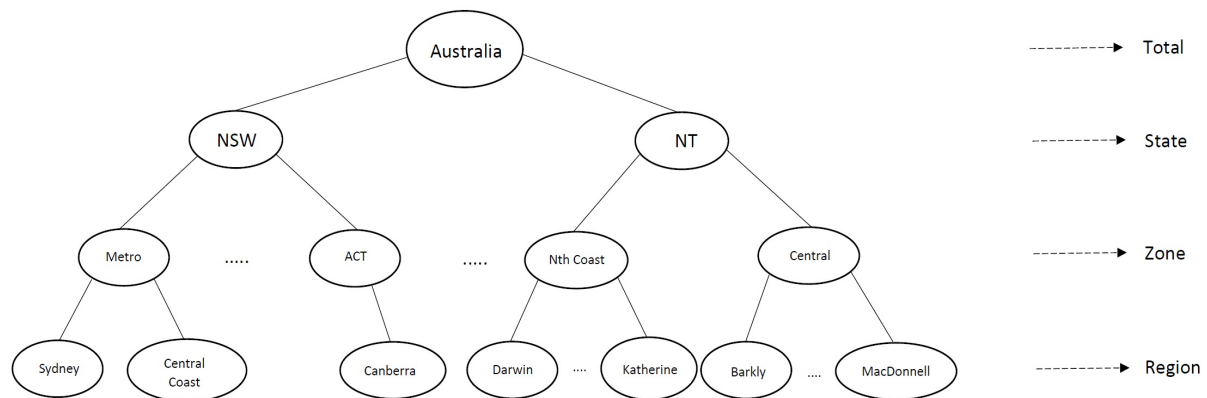 Australia
Total
NSW
NT
State
Metro
.....
ACT
.....
Nth Coast
Central
Zone
Sydney
Central
Coast
Canberra
Darwin
....
Katherine
Barkly
....
MacDonnell
Region